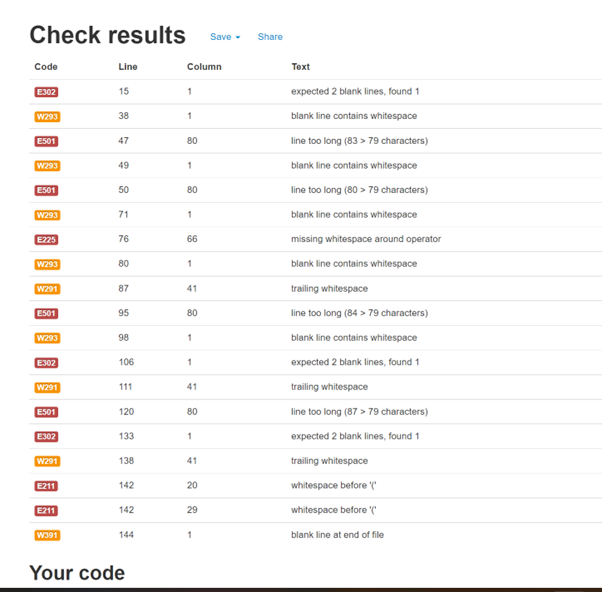 Check results Save Share
Code Line Column Text
E302 15 1 expected 2 blank lines, found 1
W293 38 1 blank line contains whitespace
E501 47 80 line too long (83 > 79 characters)
W293 49 1 blank line contains whitespace
E501 50 80 line too long (80 > 79 characters)
W293 71 1 blank line contains whitespace
E225 76 66 missing whitespace around operator
W293 80 1 blank line contains whitespace
W291 87 41 trailing whitespace
E501 95 80 line too long (84 > 79 characters)
W293 98 1 blank line contains whitespace
E302 106 1 expected 2 blank lines, found 1
W291 111 41 trailing whitespace
E501 120 80 line too long (87 > 79 characters)
E302 133 1 expected 2 blank lines, found 1
W291 138 41 trailing whitespace
E211 142 20 whitespace before '('
E211 142 29 whitespace before '('
W391 144 1 blank line at end of file
Your code